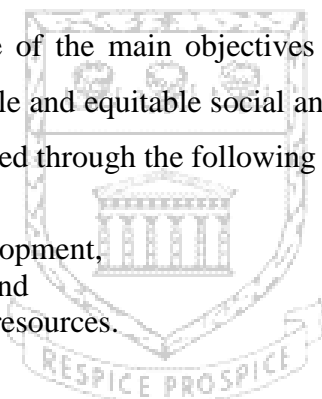 e of the main objectives
le and equitable social an
ed through the following
opment,
nd
resources.
RESPICE PROSPICE